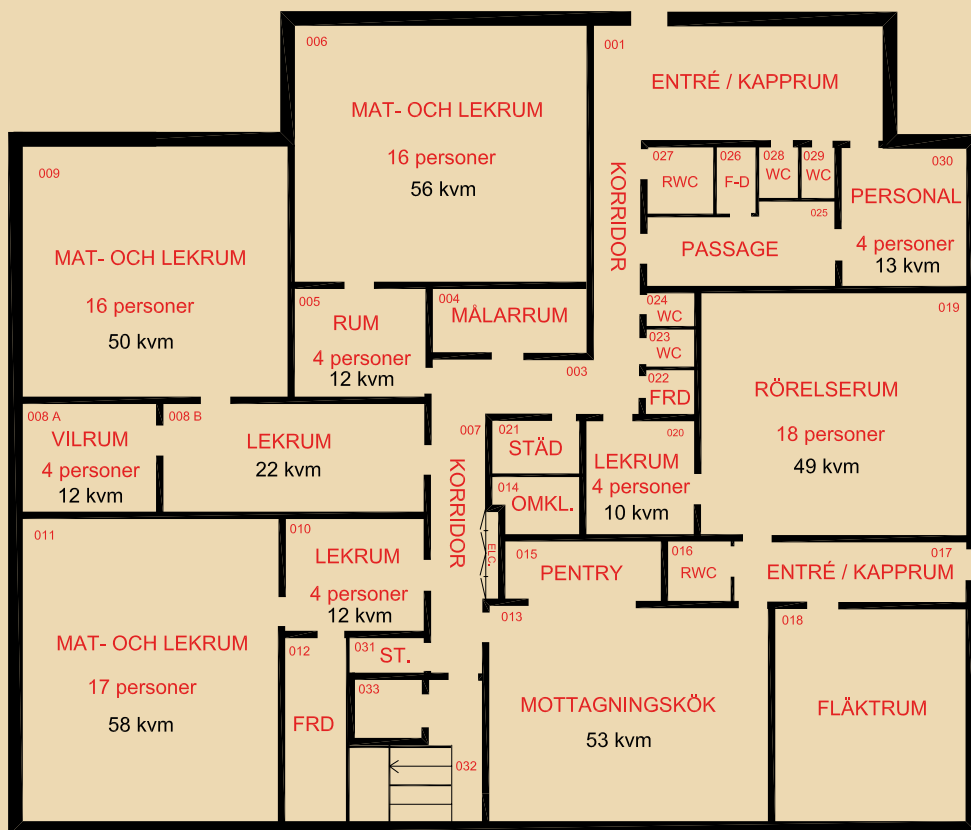 006
MAT- OCH LEKRUM
16 personer
56 kvm
001
ENTRÉ / KAPPRUM
009
MAT- OCH LEKRUM
16 personer
50 kvm
KORRIDOR
027
RWC
026
F-D
028
WC
029
WC
025
PASSAGE
030
PERSONAL
4 personer
13 kvm
005
RUM
4 personer
12 kvm
004
MÅLARRUM
003
024
WC
023
WC
022
FRD
019
RÖRELSERUM
18 personer
49 kvm
008 A
VILRUM
4 personer
12 kvm
008 B
LEKRUM
22 kvm
007
KORRIDOR
021
STÄD
014
OMKL.
020
LEKRUM
4 personer
10 kvm
ELC.
011
MAT- OCH LEKRUM
17 personer
58 kvm
010
LEKRUM
4 personer
12 kvm
015
PENTRY
016
RWC
017
ENTRÉ / KAPPRUM
012
FRD
031
ST.
033
032
013
MOTTAGNINGSKÖK
53 kvm
018
FLÄKTRUM